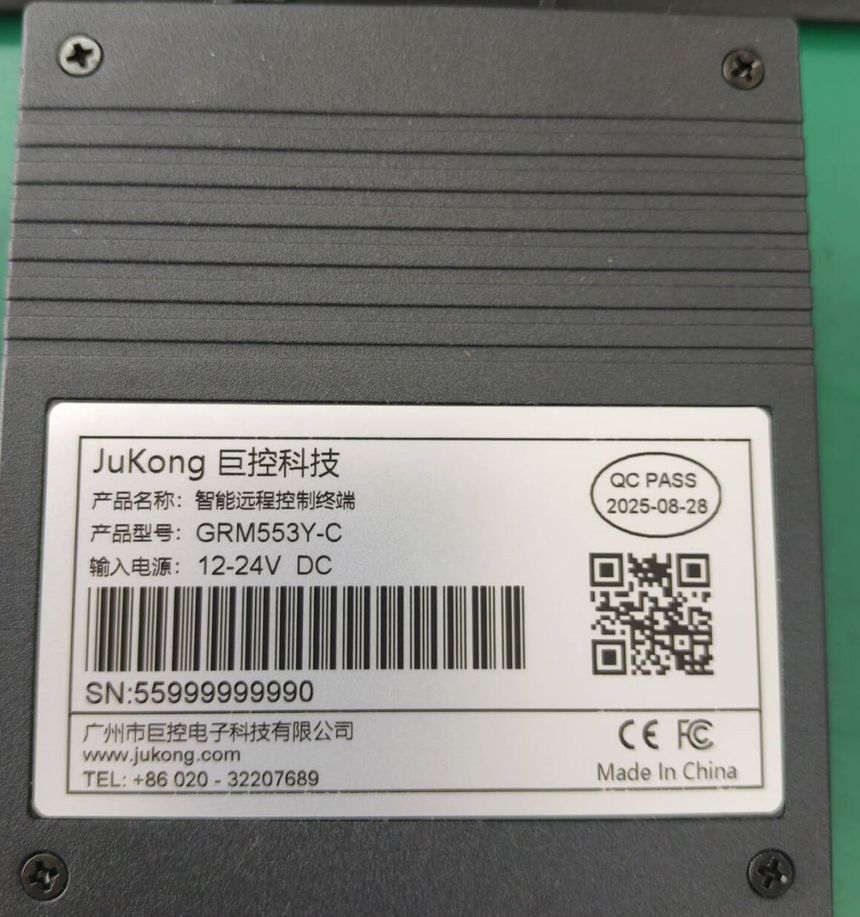 JuKong 巨控科技
产品名称：智能远程控制终端
产品型号：GRM553Y-C
输入电源：12-24V DC
QC PASS
2025-08-28
SN:55999999990
广州市巨控电子科技有限公司
www.jukong.com
TEL: +86 020 - 32207689
CE FC
Made In China